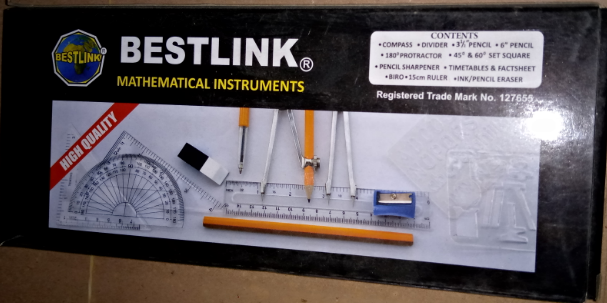 BESTLINK®
BESTLINK®
MATHEMATICAL INSTRUMENTS
CONTENTS
• COMPASS • DIVIDER • 3½" PENCIL • 6" PENCIL
• 180° PROTRACTOR • 45° & 60° SET SQUARE
• PENCIL SHARPENER • TIMETABLES & FACTSHEET
• BIRO • 15cm RULER • INK/PENCIL ERASER
Registered Trade Mark No. 127655
HIGH QUALITY